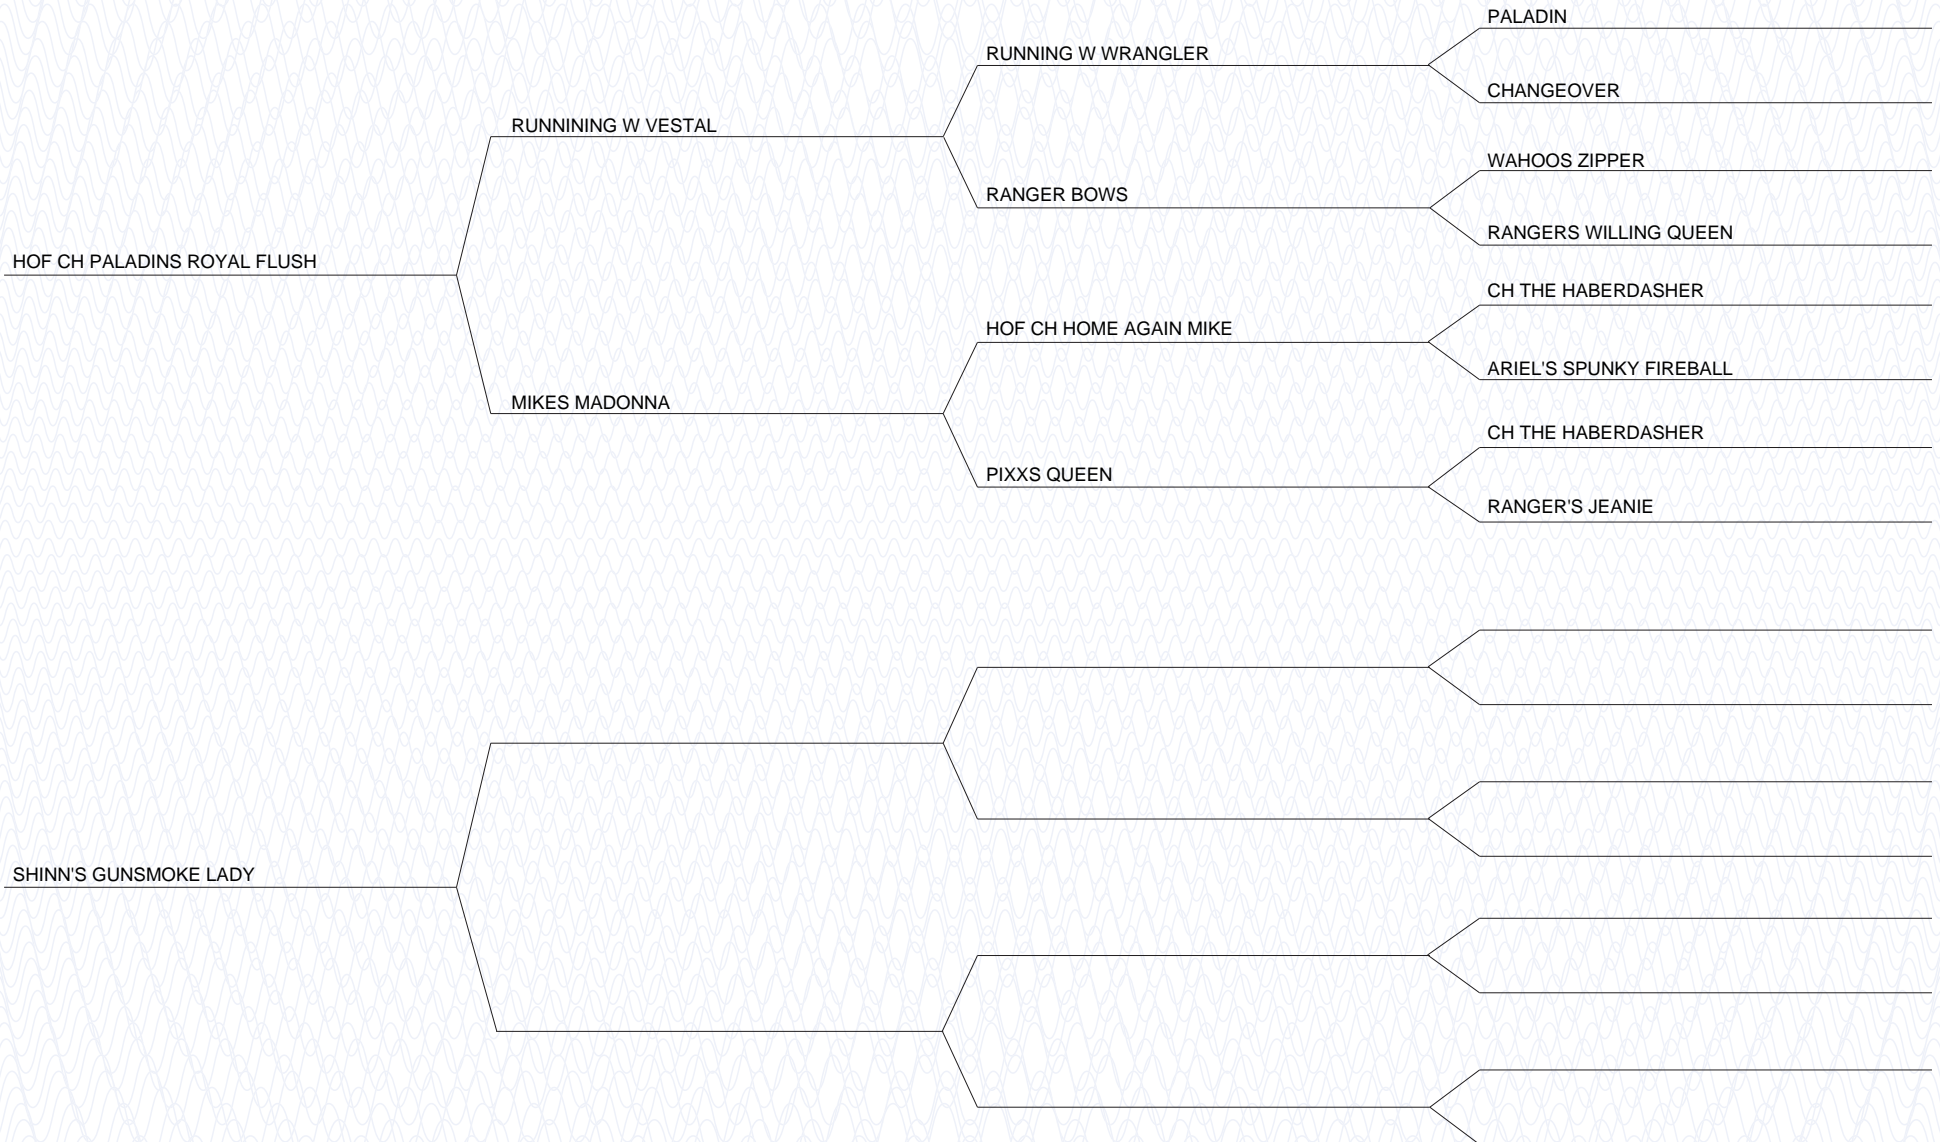 PALADIN
RUNNING W WRANGLER
CHANGEOVER
RUNNINING W VESTAL
WAHOOS ZIPPER
RANGER BOWS
RANGERS WILLING QUEEN
HOF CH PALADINS ROYAL FLUSH
CH THE HABERDASHER
HOF CH HOME AGAIN MIKE
ARIEL'S SPUNKY FIREBALL
MIKES MADONNA
CH THE HABERDASHER
PIXXS QUEEN
RANGER'S JEANIE
SHINN'S GUNSMOKE LADY